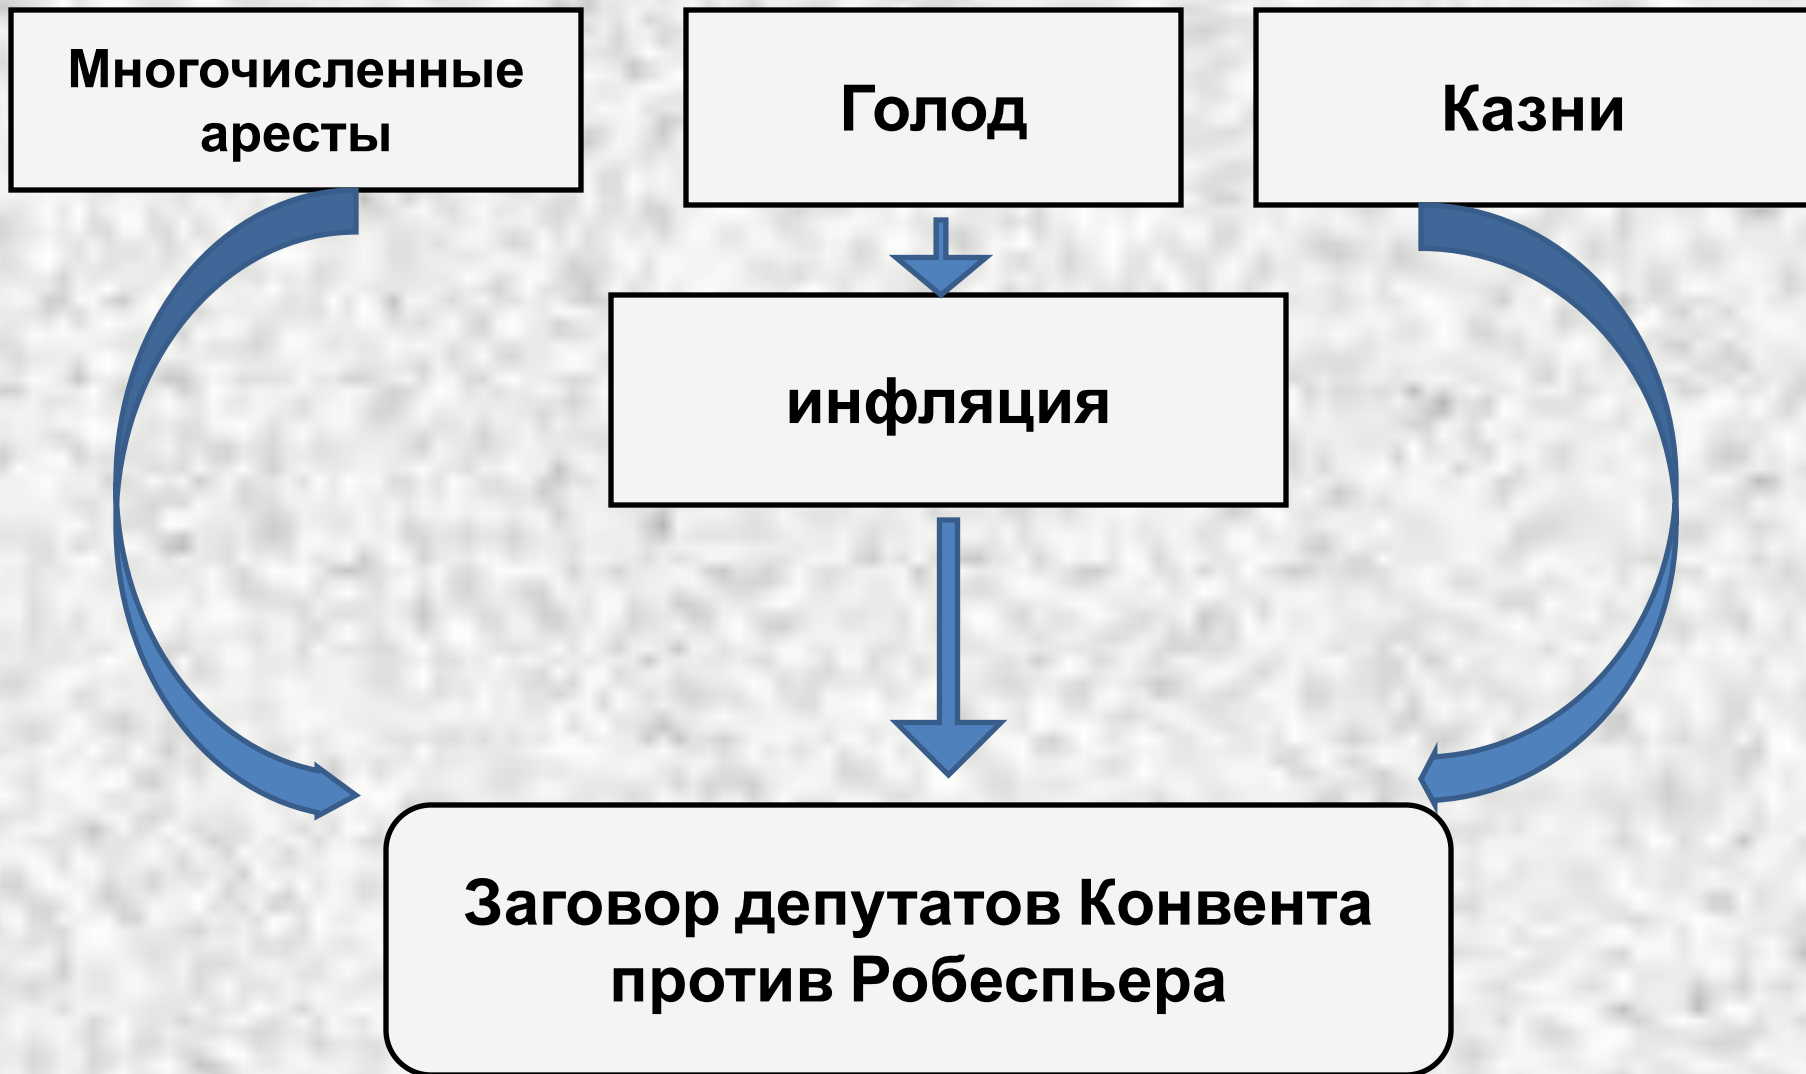 Многочисленные
аресты
Голод
Казни
инфляция
Заговор депутатов Конвента
против Робеспьера